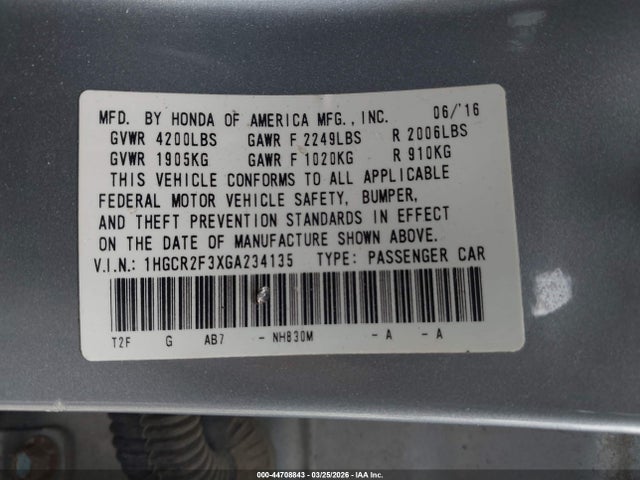 MFD. BY HONDA OF AMERICA MFG., INC. 06/'16
GVWR 4200LBS GAWR F 2249LBS R 2006LBS
GVWR 1905KG GAWR F 1020KG R 910KG
THIS VEHICLE CONFORMS TO ALL APPLICABLE
FEDERAL MOTOR VEHICLE SAFETY, BUMPER,
AND THEFT PREVENTION STANDARDS IN EFFECT
ON THE DATE OF MANUFACTURE SHOWN ABOVE.
V.I.N.: 1HGCR2F3XGA234135 TYPE: PASSENGER CAR
T2F G AB7 - NH830M - A - A
000-44708843 - 03/25/2026 - IAA Inc.